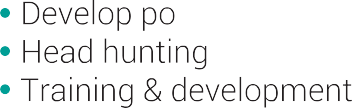 • Develop po
• Head hunting
• Training & development